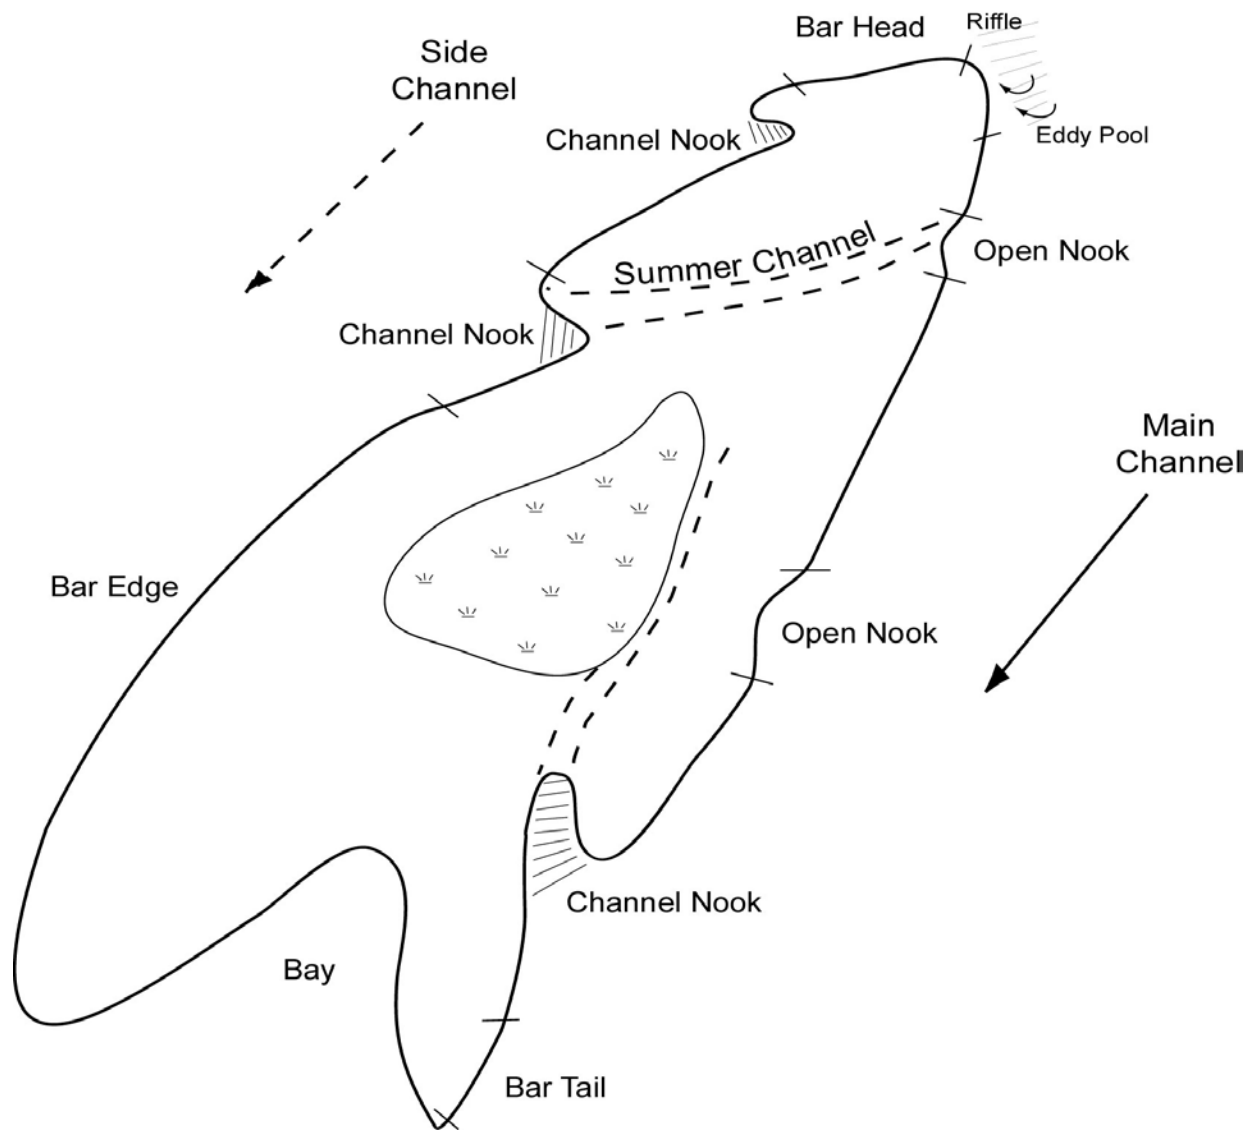 Riffle
Bar Head
Side
Channel
Channel Nook
Eddy Pool
Summer Channel
Open Nook
Channel Nook
Main
Channel
Bar Edge
Open Nook
Channel Nook
Bay
Bar Tail